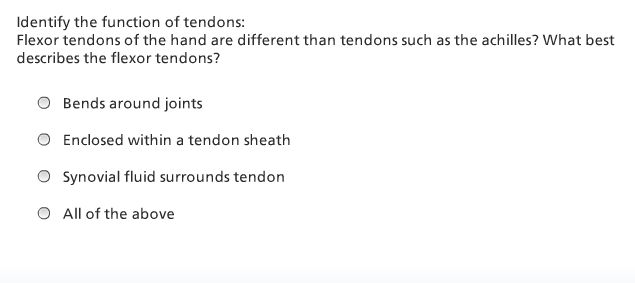 Identify the function of tendons:
Flexor tendons of the hand are different than tendons such as the achilles? What best
describes the flexor tendons?
Bends around joints
Enclosed within a tendon sheath
Synovial fluid surrounds tendon
All of the above